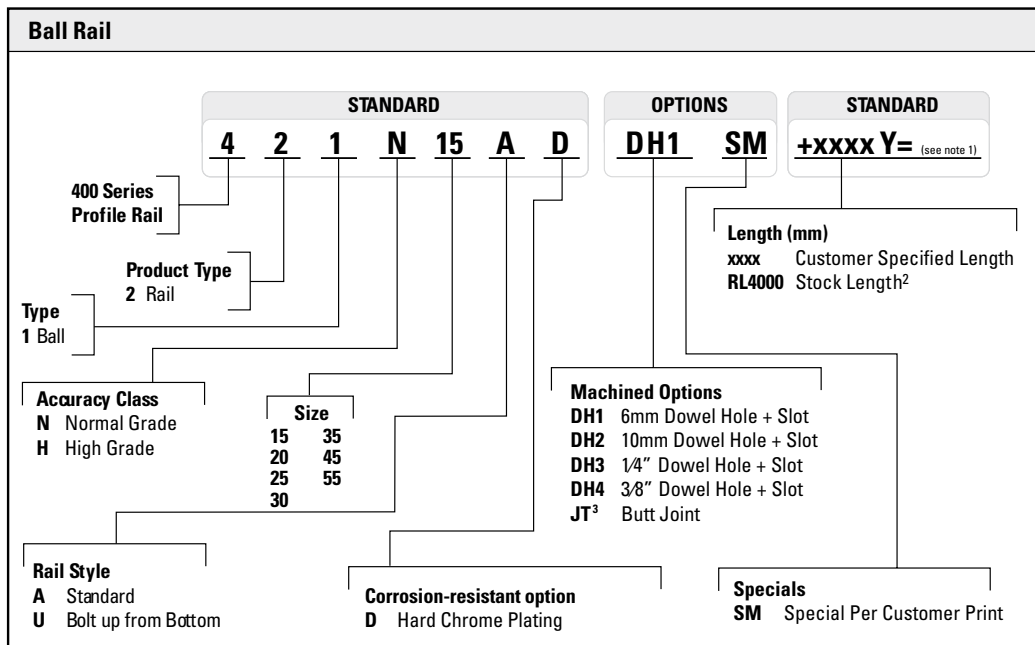 Ball Rail
STANDARD
OPTIONS
STANDARD
4 2 1 N 15 A D
DH1 SM
+xxxx Y= (see note 1)
400 Series
Profile Rail
Product Type
2 Rail
Type
1 Ball
Accuracy Class
N Normal Grade
H High Grade
Size
15 35
20 45
25 55
30
Rail Style
A Standard
U Bolt up from Bottom
Corrosion-resistant option
D Hard Chrome Plating
Length (mm)
xxxx Customer Specified Length
RL4000 Stock Length²
Machined Options
DH1 6mm Dowel Hole + Slot
DH2 10mm Dowel Hole + Slot
DH3 1⁄4” Dowel Hole + Slot
DH4 3⁄8” Dowel Hole + Slot
JT³ Butt Joint
Specials
SM Special Per Customer Print